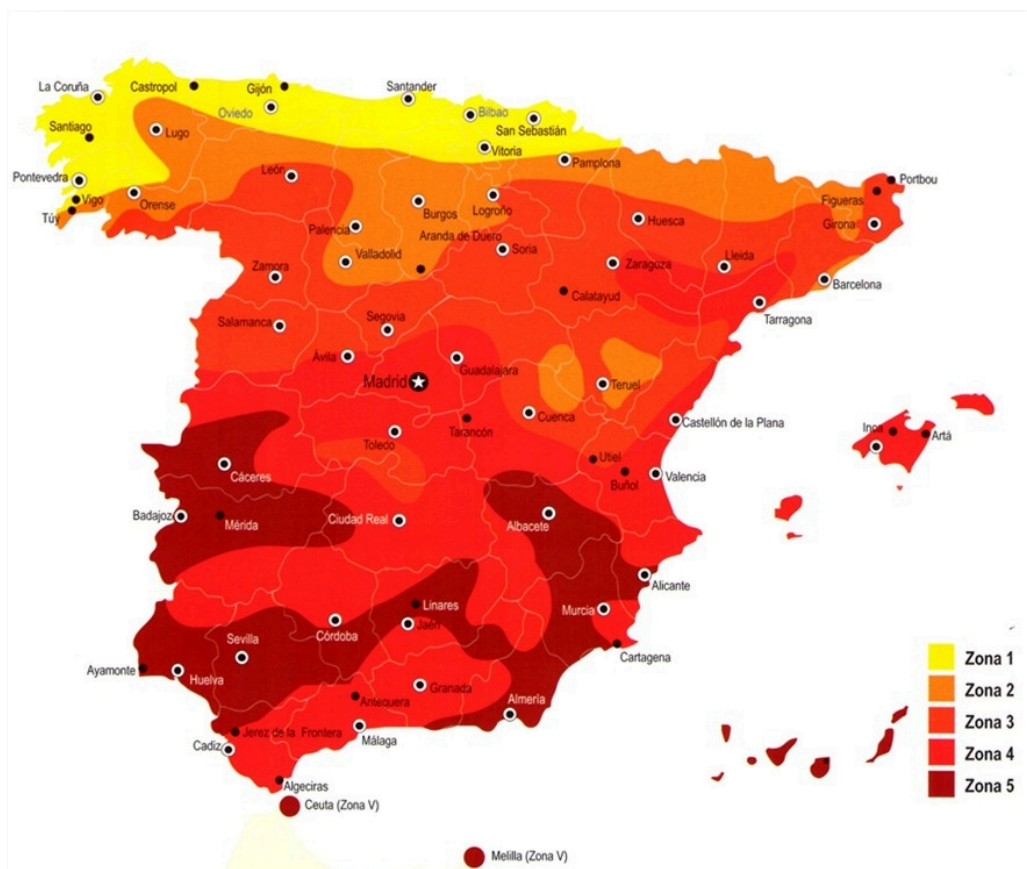 La Coruña
Castropol
Gijón
Santander
Oviedo
Bilbao
San Sebastián
Santiago
Lugo
Vitoria
Pamplona
Pontevedra
León
Portbou
Vigo
Orense
Burgos
Logroño
Figueras
Túy
Huesca
Girona
Palencia
Aranda de Duero
Soria
Valladolid
Lleida
Zamora
Zaragoza
Barcelona
Calatayud
Tarragona
Salamanca
Segovia
Ávila
Guadalajara
Madrid
Teruel
Cuenca
Castellón de la Plana
Tarancón
Toledo
Inca
Artá
Utiel
Cáceres
Buñol
Valencia
Badajoz
Mérida
Ciudad Real
Albacete
Alicante
Linares
Murcia
Jaén
Córdoba
Sevilla
Cartagena
Ayamonte
Huelva
Granada
Antequera
Almería
Jerez de la Frontera
Málaga
Cadiz
Algeciras
Ceuta (Zona V)
Melilla (Zona V)
Zona 1
Zona 2
Zona 3
Zona 4
Zona 5